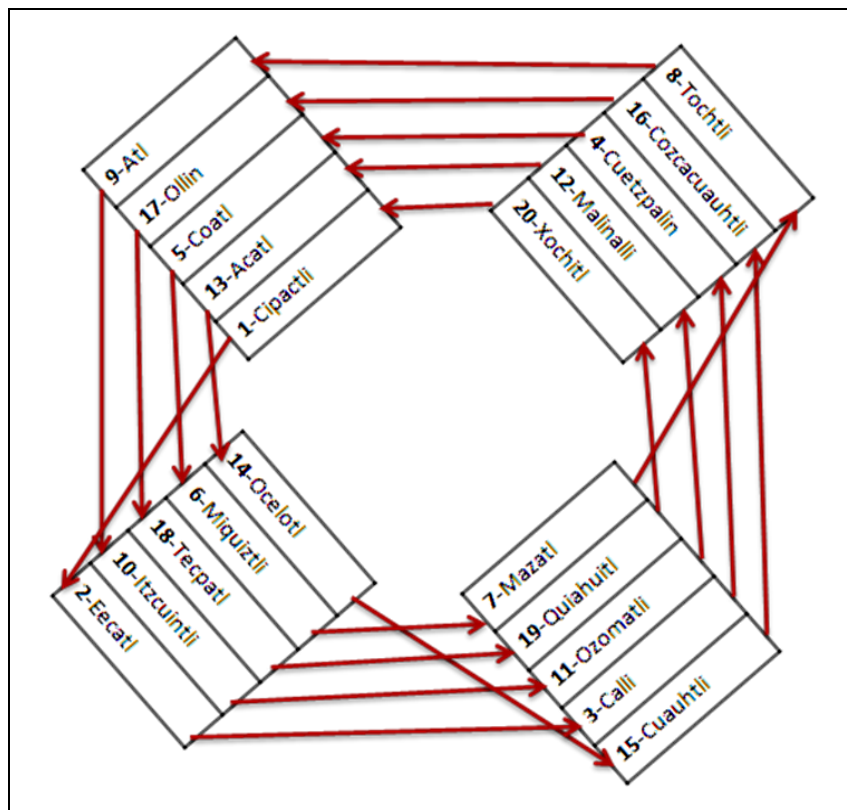 9-Atl
17-Ollin
5-Coatl
13-Acatl
1-Cipactli
8-Tochtli
16-Cozcacuauhtli
4-Cuetzpalin
12-Malinalli
20-Xochitl
14-Ocelotl
6-Miquiztli
18-Tecpatl
10-Itzcuintli
2-Eecatl
7-Mazatl
19-Quiahuitl
11-Ozomatli
3-Calli
15-Cuauhtli